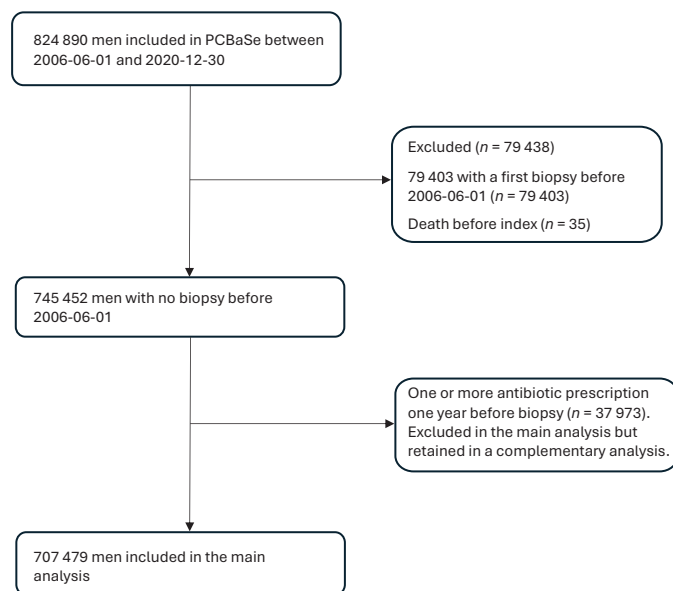 824 890 men included in PCBaSe between
2006-06-01 and 2020-12-30
Excluded (n = 79 438)
79 403 with a first biopsy before
2006-06-01 (n = 79 403)
Death before index (n = 35)
745 452 men with no biopsy before
2006-06-01
One or more antibiotic prescription
one year before biopsy (n = 37 973).
Excluded in the main analysis but
retained in a complementary analysis.
707 479 men included in the main
analysis